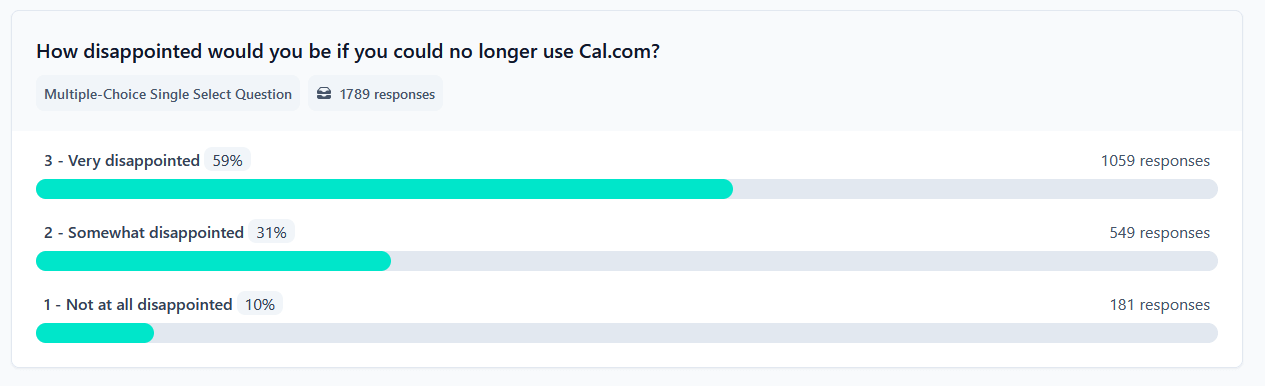 How disappointed would you be if you could no longer use Cal.com?
Multiple-Choice Single Select Question 1789 responses
3 - Very disappointed 59% 1059 responses
2 - Somewhat disappointed 31% 549 responses
1 - Not at all disappointed 10% 181 responses